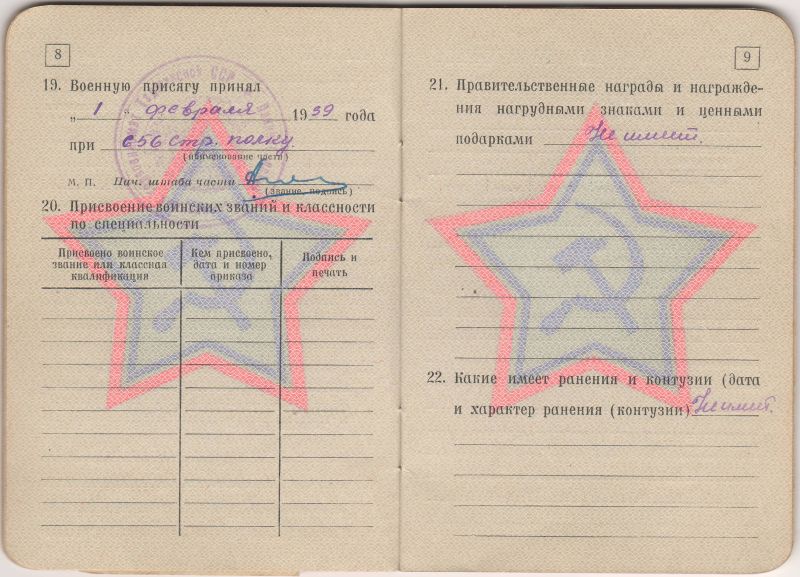 8
19. Военную присягу принял
„ 1 “ февраля 1939 года
при 656 стр. полку
(наименование части)
М. П. Нач. штаба части
(звание, подпись)
20. Присвоение воинских званий и классности
по специальности
Присвоено воинское
звание или классная
квалификация
Кем присвоено,
дата и номер
приказа
Подпись и
печать
9
21. Правительственные награды и награжде-
ния нагрудными знаками и ценными
подарками Не имеет.
22. Какие имеет ранения и контузии (дата
и характер ранения (контузии) Не имеет.